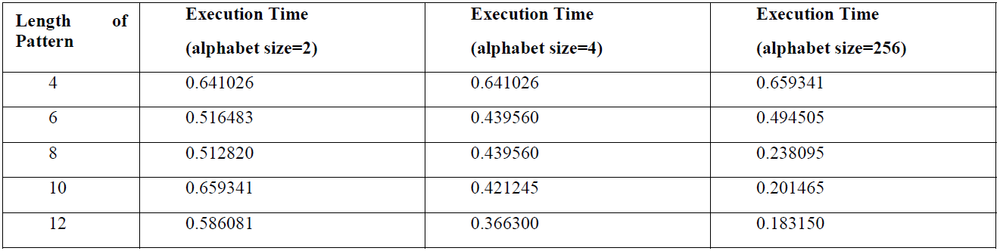 Length of Execution Time Execution Time Execution Time
Pattern (alphabet size=2) (alphabet size=4) (alphabet size=256)
4 0.641026 0.641026 0.659341
6 0.516483 0.439560 0.494505
8 0.512820 0.439560 0.238095
10 0.659341 0.421245 0.201465
12 0.586081 0.366300 0.183150